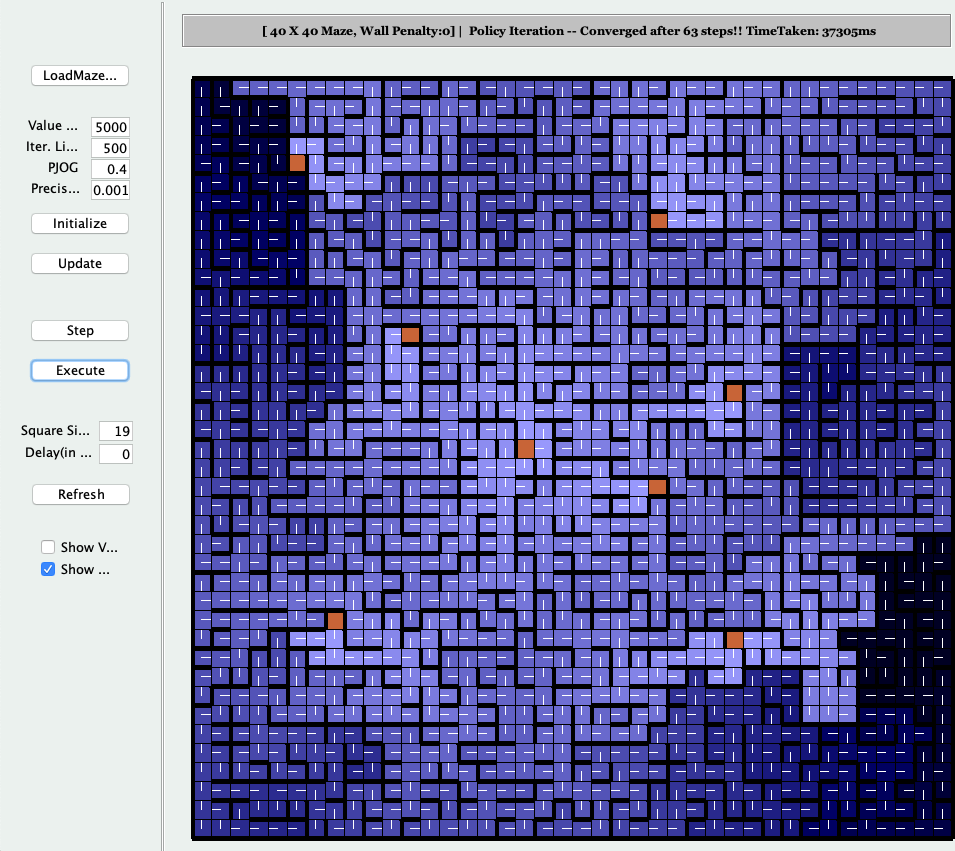 [ 40 X 40 Maze, Wall Penalty:0] | Policy Iteration -- Converged after 63 steps!! TimeTaken: 37305ms
LoadMaze...
Value ... 5000
Iter. Li... 500
PJOG 0.4
Precis... 0.001
Initialize
Update
Step
Execute
Square Si... 19
Delay(in ... 0
Refresh
Show V...
Show ...